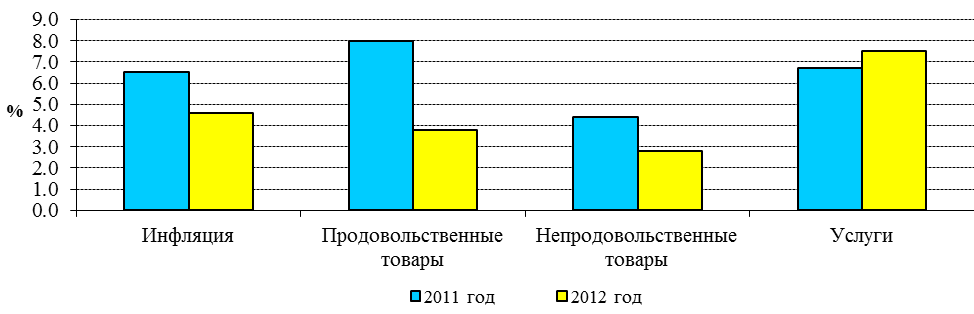 9.0
8.0
7.0
6.0
5.0
4.0
3.0
2.0
1.0
0.0
%
Инфляция
Продовольственные
товары
Непродовольственные
товары
Услуги
2011 год
2012 год